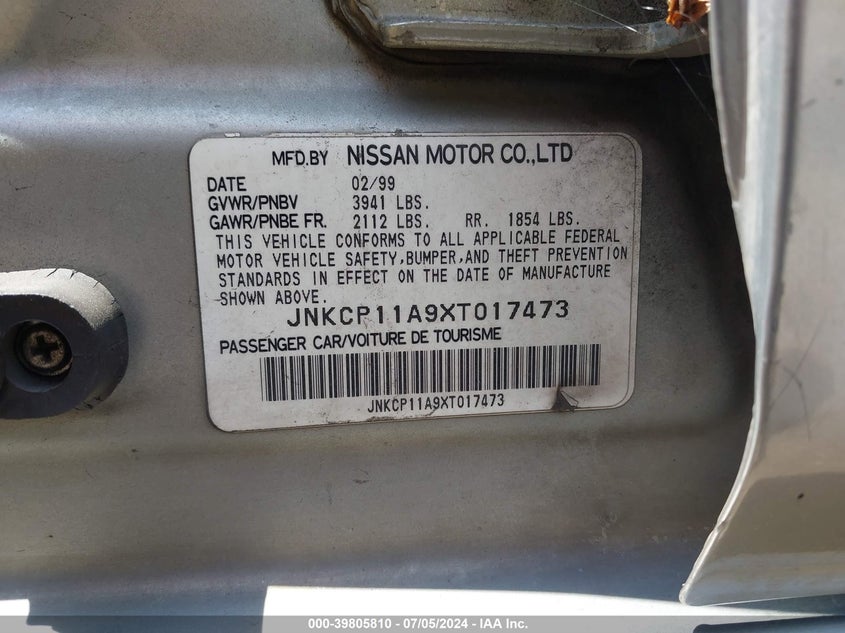 MFD.BY NISSAN MOTOR CO.,LTD
DATE 02/99
GVWR/PNBV 3941 LBS.
GAWR/PNBE FR. 2112 LBS. RR. 1854 LBS.
THIS VEHICLE CONFORMS TO ALL APPLICABLE FEDERAL
MOTOR VEHICLE SAFETY,BUMPER,AND THEFT PREVENTION
STANDARDS IN EFFECT ON THE DATE OF MANUFACTURE
SHOWN ABOVE.
JNKCP11A9XT017473
PASSENGER CAR/VOITURE DE TOURISME
JNKCP11A9XT017473
000-39805810 - 07/05/2024 - IAA Inc.